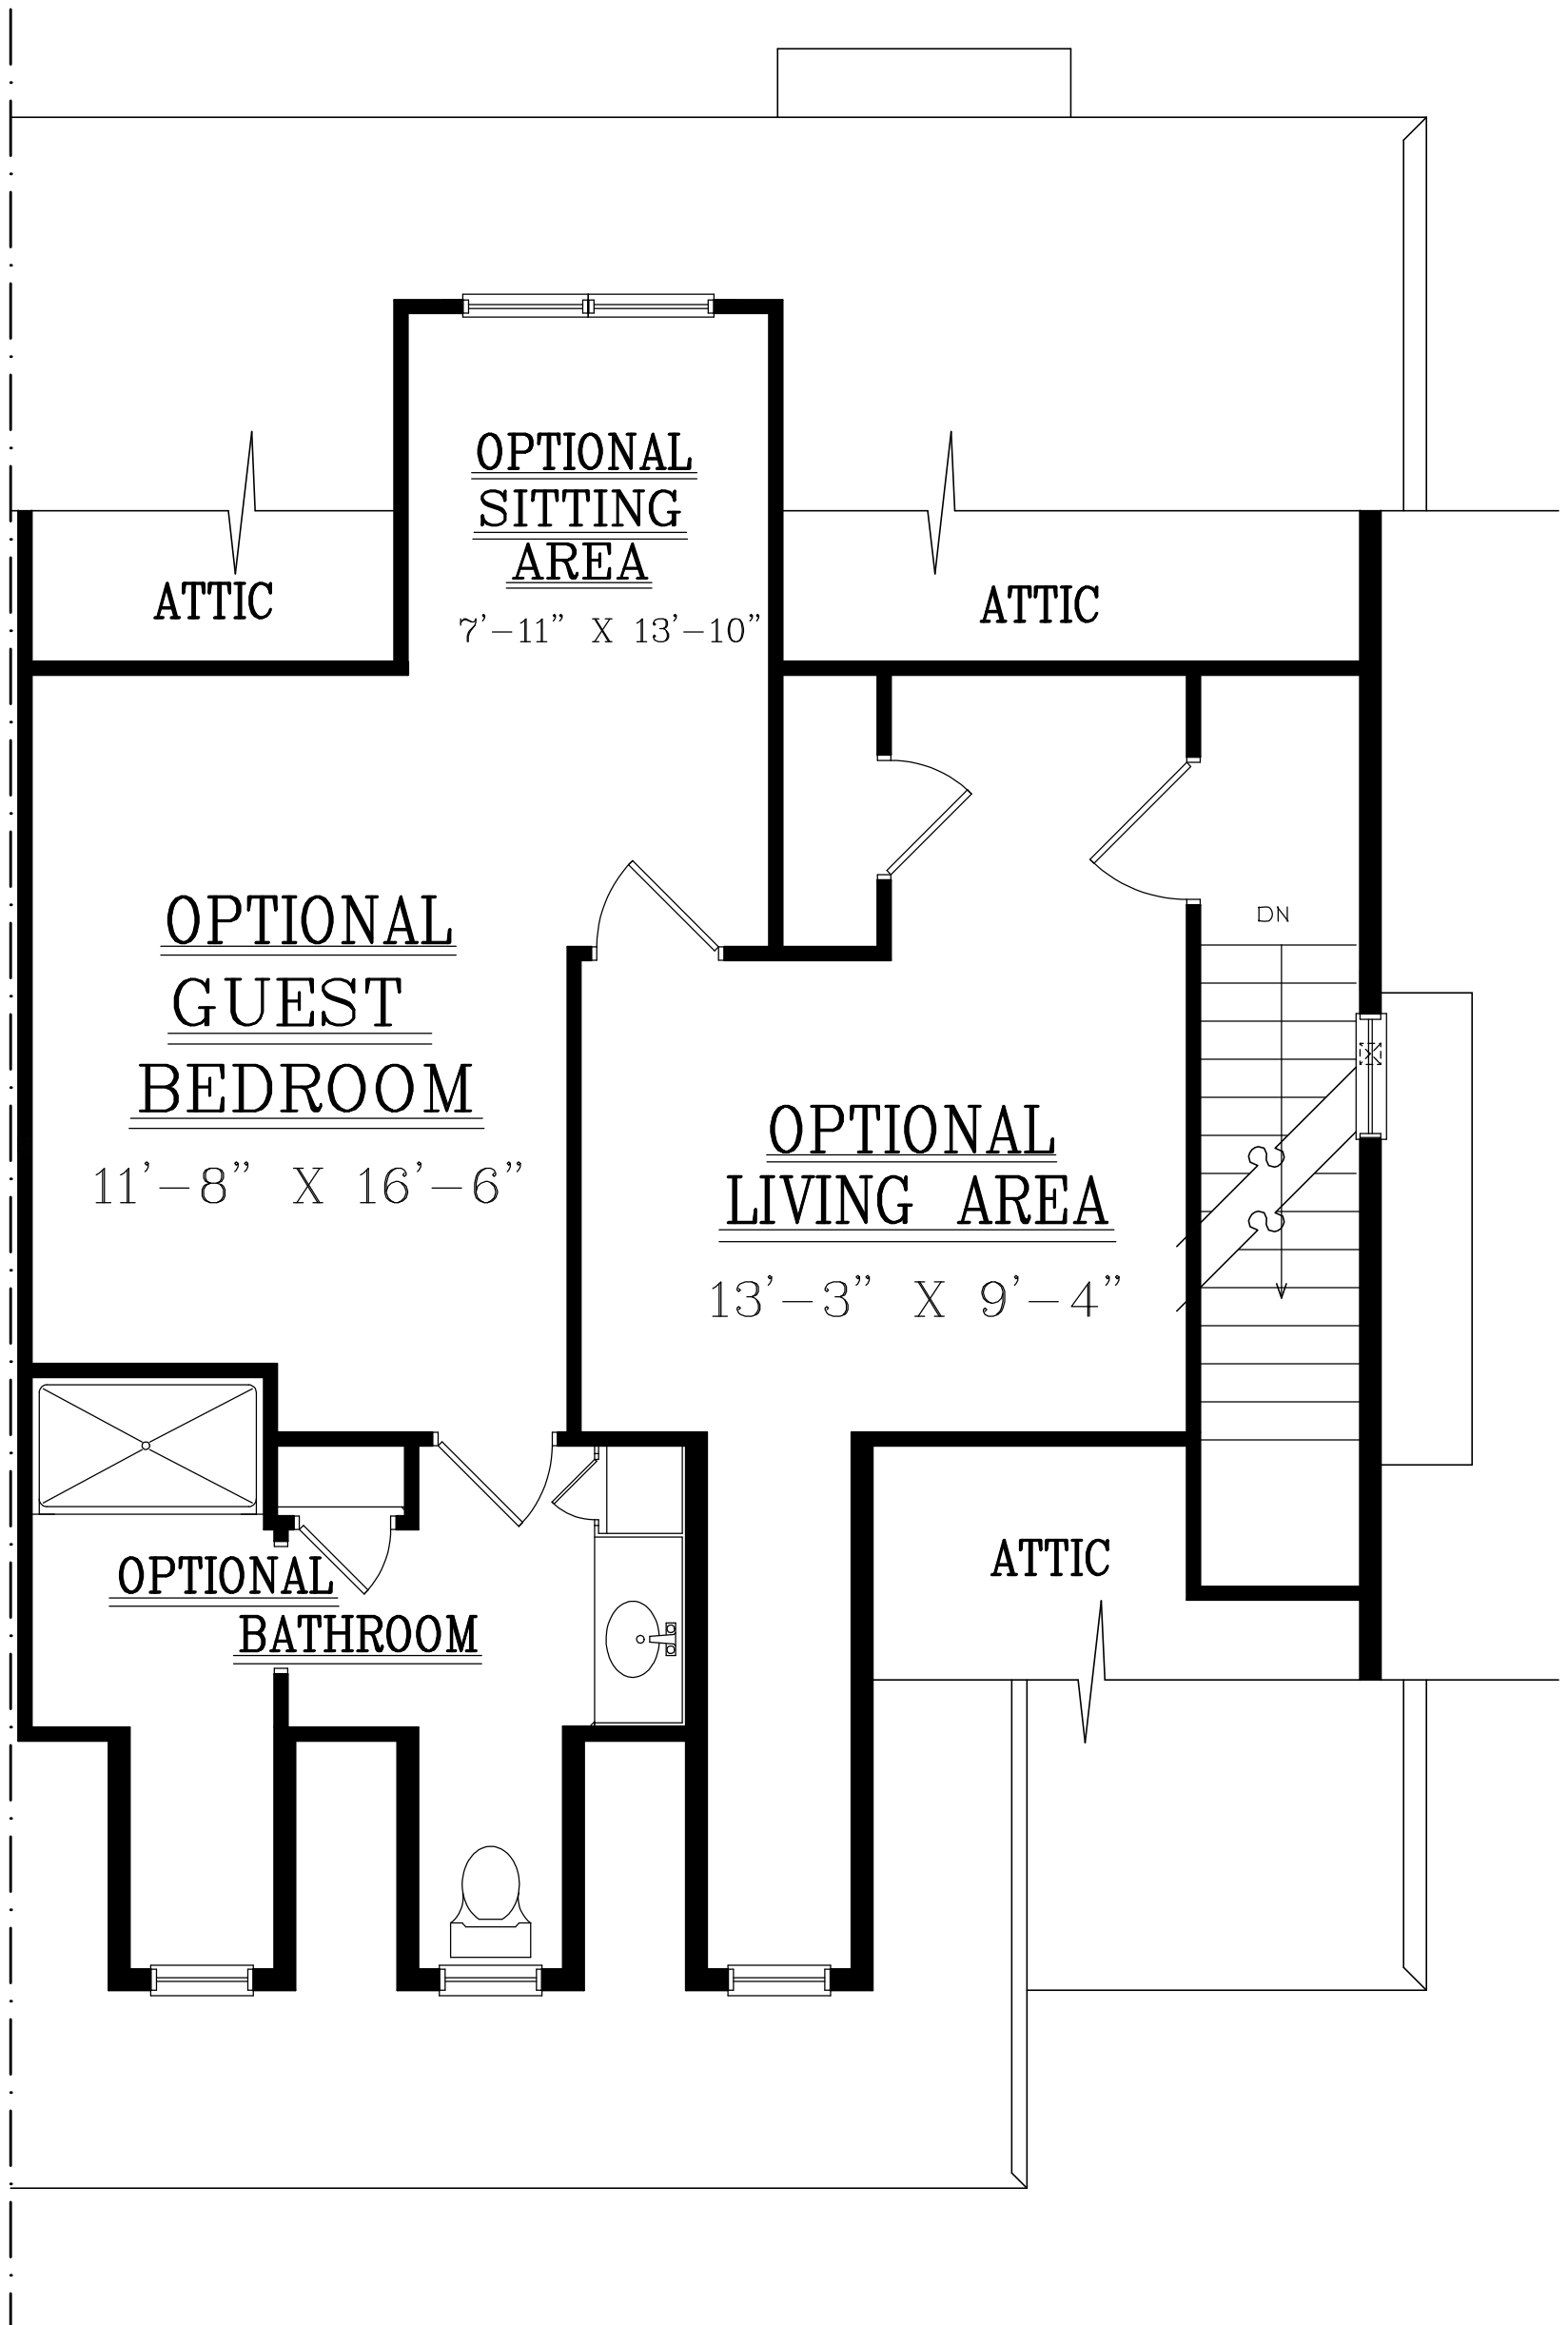 OPTIONAL
SITTING
AREA
7'-11" X 13'-10"
ATTIC
ATTIC
OPTIONAL
GUEST
BEDROOM
11'-8" X 16'-6"
DN
OPTIONAL
LIVING AREA
13'-3" X 9'-4"
ATTIC
OPTIONAL
BATHROOM